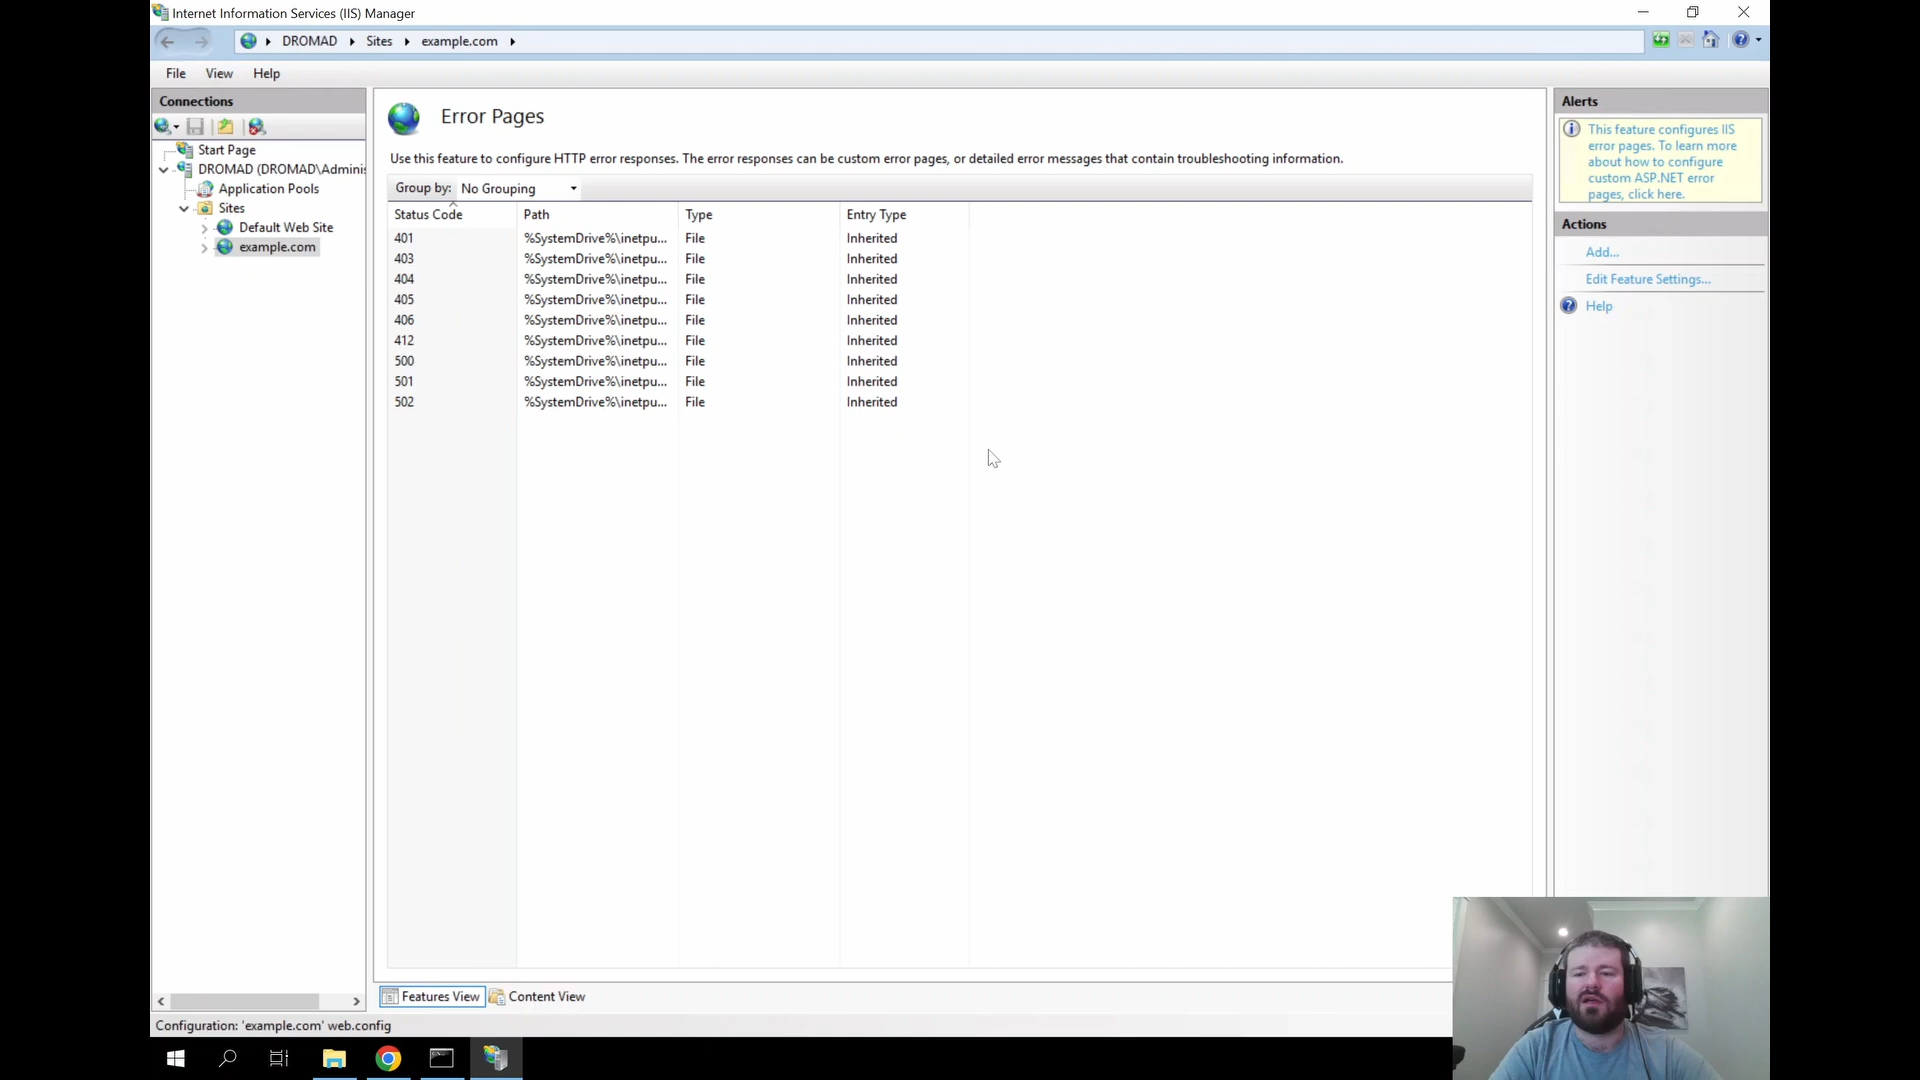 Internet Information Services (IIS) Manager
DROMAD
Sites
example.com
File
View
Help
Connections
Start Page
DROMAD (DROMAD\Adminis
Application Pools
Sites
Default Web Site
example.com
Error Pages
Use this feature to configure HTTP error responses. The error responses can be custom error pages, or detailed error messages that contain troubleshooting information.
Group by: No Grouping
Status Code Path Type Entry Type
401 %SystemDrive%\inetpu... File Inherited
403 %SystemDrive%\inetpu... File Inherited
404 %SystemDrive%\inetpu... File Inherited
405 %SystemDrive%\inetpu... File Inherited
406 %SystemDrive%\inetpu... File Inherited
412 %SystemDrive%\inetpu... File Inherited
500 %SystemDrive%\inetpu... File Inherited
501 %SystemDrive%\inetpu... File Inherited
502 %SystemDrive%\inetpu... File Inherited
Features View
Content View
Alerts
This feature configures IIS
error pages. To learn more
about how to configure
custom ASP.NET error
pages, click here.
Actions
Add...
Edit Feature Settings...
Help
Configuration: 'example.com' web.config